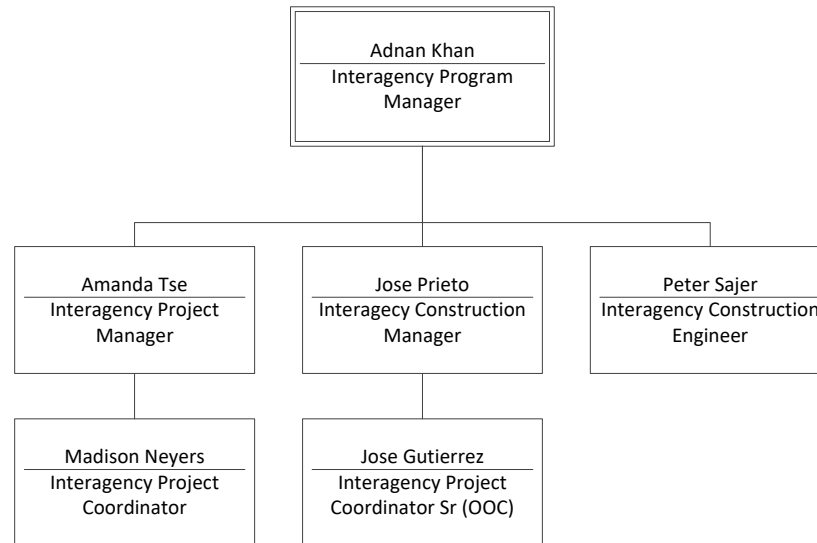 Adnan Khan
Interagency Program
Manager
Amanda Tse
Interagency Project
Manager
Jose Prieto
Interagecy Construction
Manager
Peter Sajer
Interagency Construction
Engineer
Madison Neyers
Interagency Project
Coordinator
Jose Gutierrez
Interagency Project
Coordinator Sr (OOC)